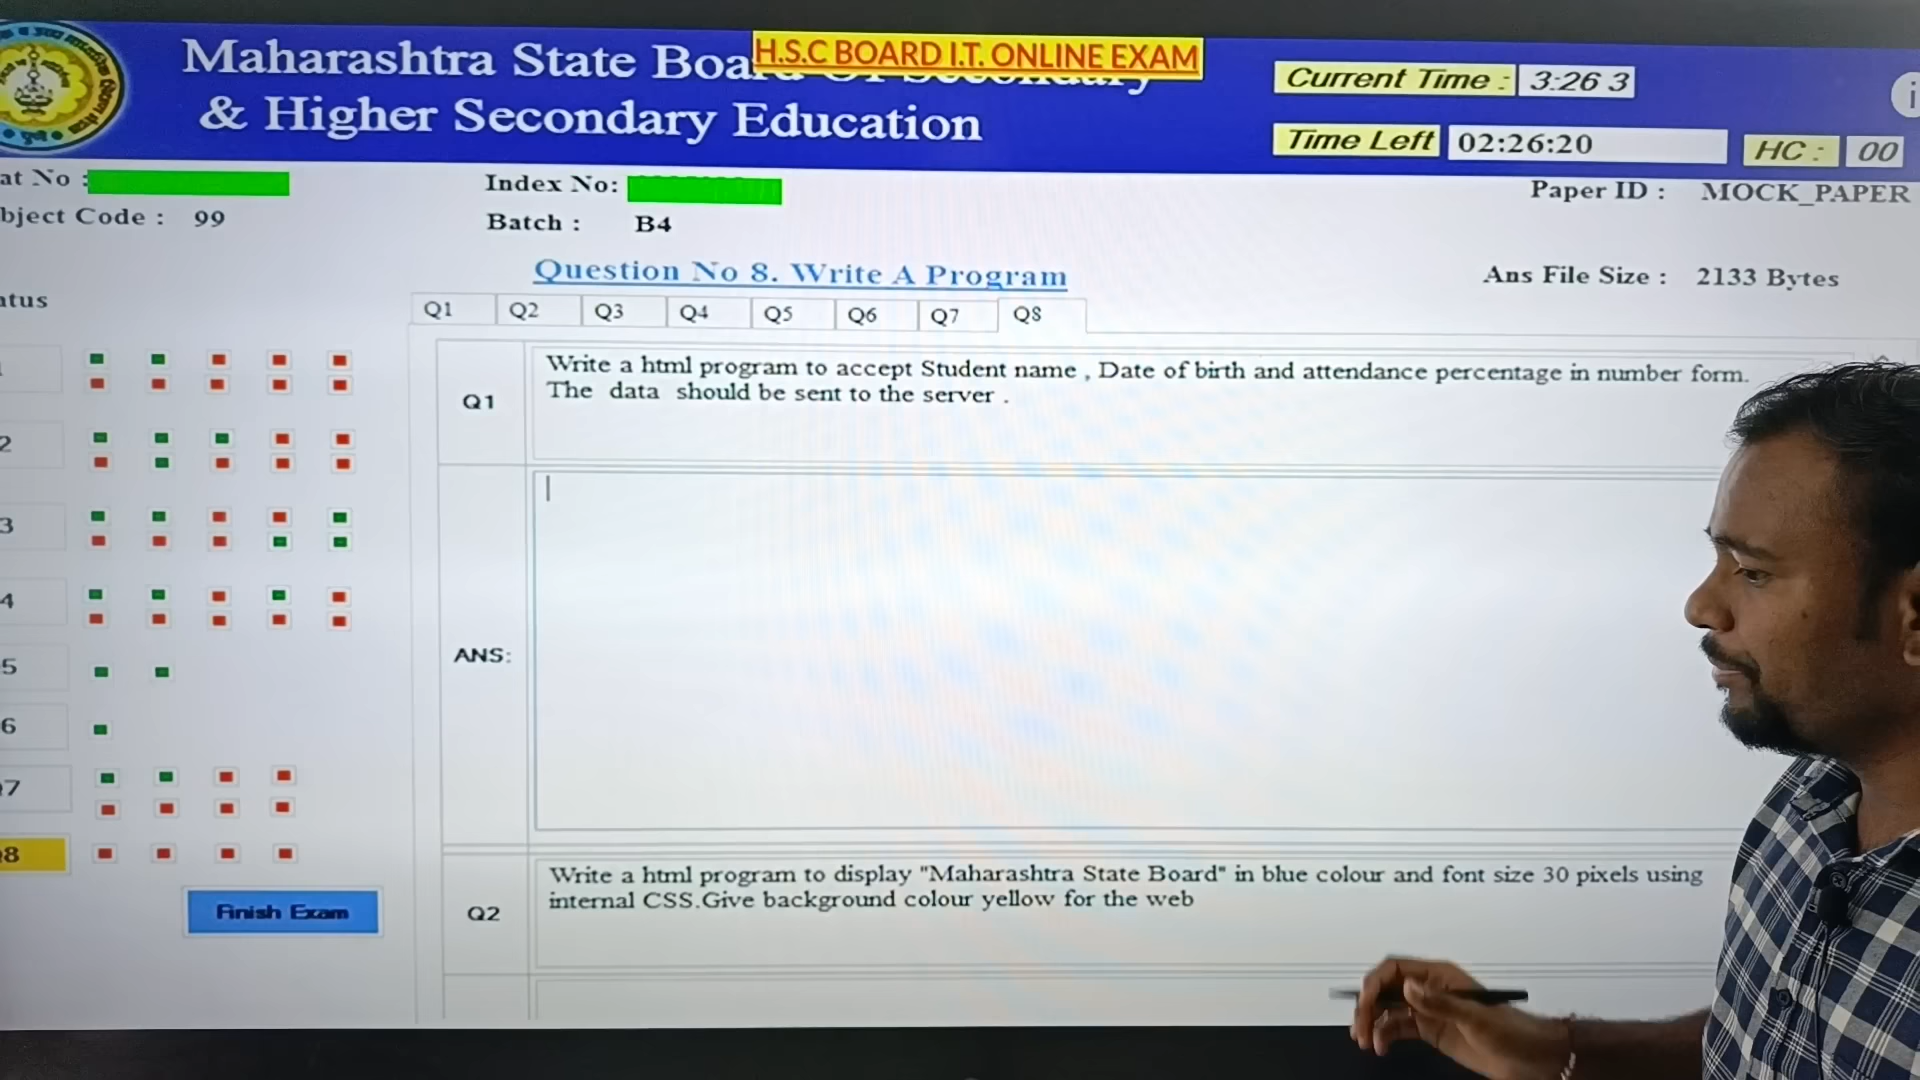 Maharashtra State Board Of Secondary
H.S.C BOARD I.T. ONLINE EXAM
& Higher Secondary Education
Current Time : 3:26 3
Time Left 02:26:20 HC : 00
at No :
Index No:
Paper ID : MOCK_PAPER
bject Code : 99
Batch : B4
Question No 8. Write A Program
Ans File Size : 2133 Bytes
atus
Q1 Q2 Q3 Q4 Q5 Q6 Q7 Q8
Q1
Write a html program to accept Student name , Date of birth and attendance percentage in number form.
The data should be sent to the server .
2
3
4
5
6
7
8
ANS:
Finish Exam
Q2
Write a html program to display "Maharashtra State Board" in blue colour and font size 30 pixels using
internal CSS.Give background colour yellow for the web